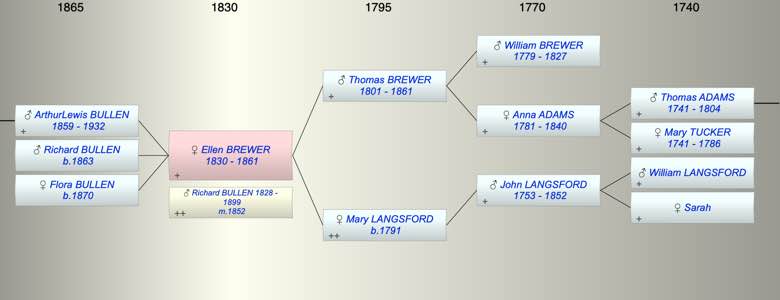 1865
1830
1795
1770
1740
♂ ArthurLewis BULLEN
1859 - 1932
+
♂ Richard BULLEN
b.1863
♀ Flora BULLEN
b.1870
♀ Ellen BREWER
1830 - 1861
+
♂ Richard BULLEN 1828 -
1899
m.1852
++
♂ Thomas BREWER
1801 - 1861
+
♀ Mary LANGSFORD
b.1791
++
♂ William BREWER
1779 - 1827
+
♀ Anna ADAMS
1781 - 1840
+
♂ John LANGSFORD
1753 - 1852
+
♂ Thomas ADAMS
1741 - 1804
+
♀ Mary TUCKER
1741 - 1786
+
♂ William LANGSFORD
+
♀ Sarah
+